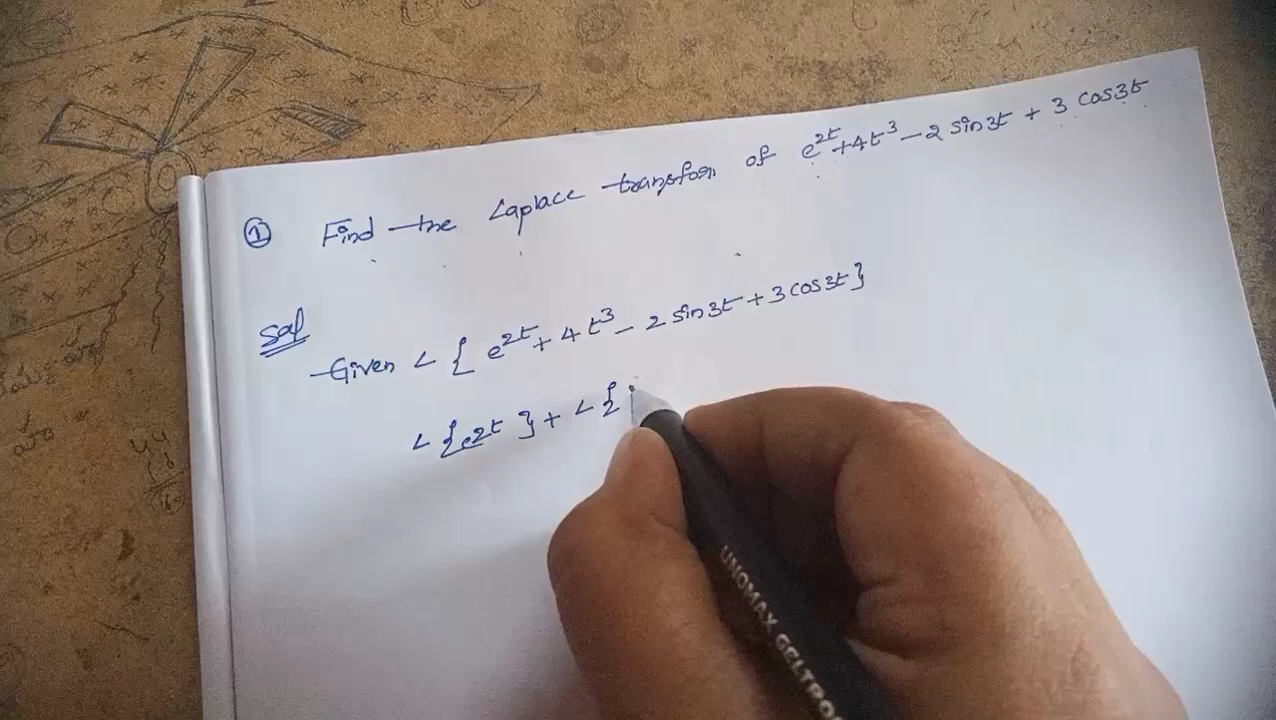 ① Find the Laplace transform of e^2t + 4t^3 - 2 sin3t + 3 cos3t
Sol
Given L { e^2t + 4t^3 - 2 sin3t + 3 cos3t }
L { e^2t } + L {
UNOMAX GELTRO